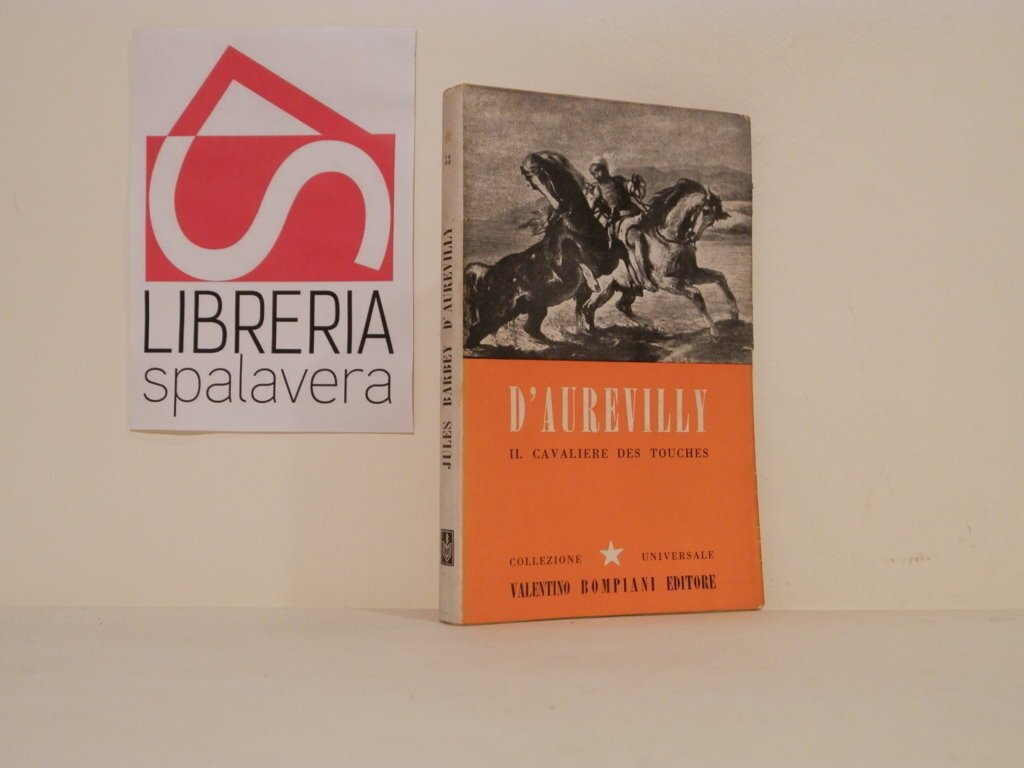 LIBRERIA
spalavera
JULES BARBEY D'AUREVILLY
D'AUREVILLY
IL CAVALIERE DES TOUCHES
COLLEZIONE UNIVERSALE
VALENTINO BOMPIANI EDITORE